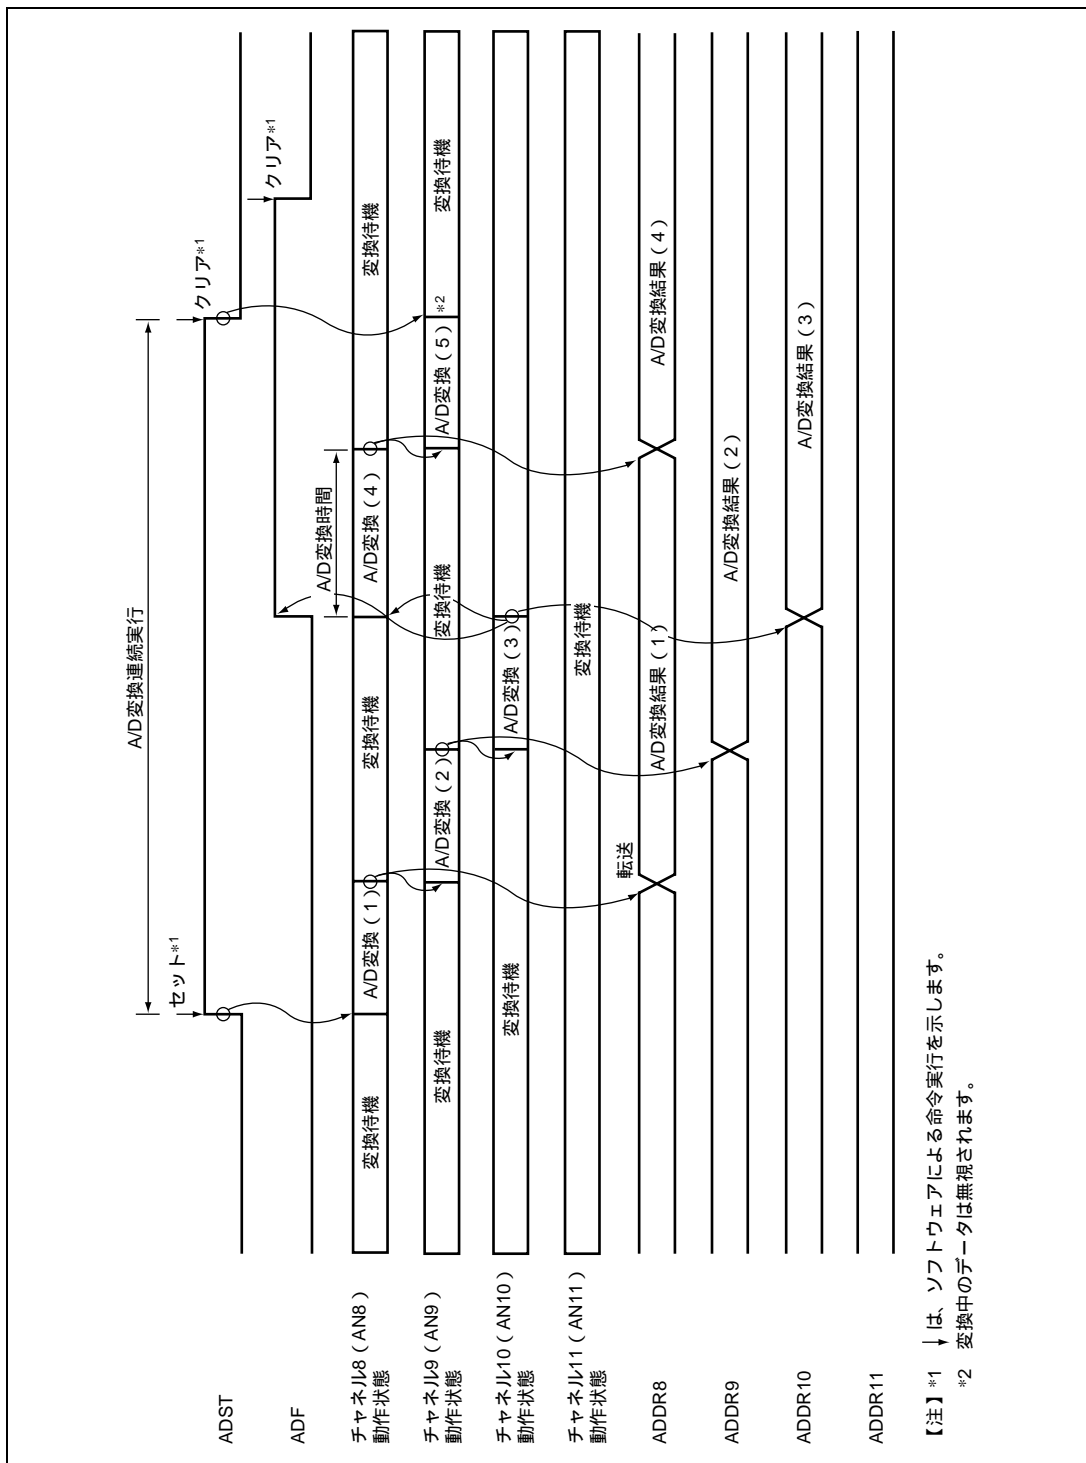 A/D変換連続実行
セット*1
クリア*1
クリア*1
ADST
ADF
A/D変換時間
チャネル8（AN8）
動作状態
変換待機
A/D変換（1）
変換待機
A/D変換（4）
変換待機
チャネル9（AN9）
動作状態
変換待機
A/D変換（2）
変換待機
A/D変換（5）
*2
変換待機
チャネル10（AN10）
動作状態
変換待機
A/D変換（3）
チャネル11（AN11）
動作状態
変換待機
転送
ADDR8
A/D変換結果（1）
A/D変換結果（4）
ADDR9
A/D変換結果（2）
ADDR10
A/D変換結果（3）
ADDR11
【注】*1 ↓は、ソフトウェアによる命令実行を示します。
*2 変換中のデータは無視されます。